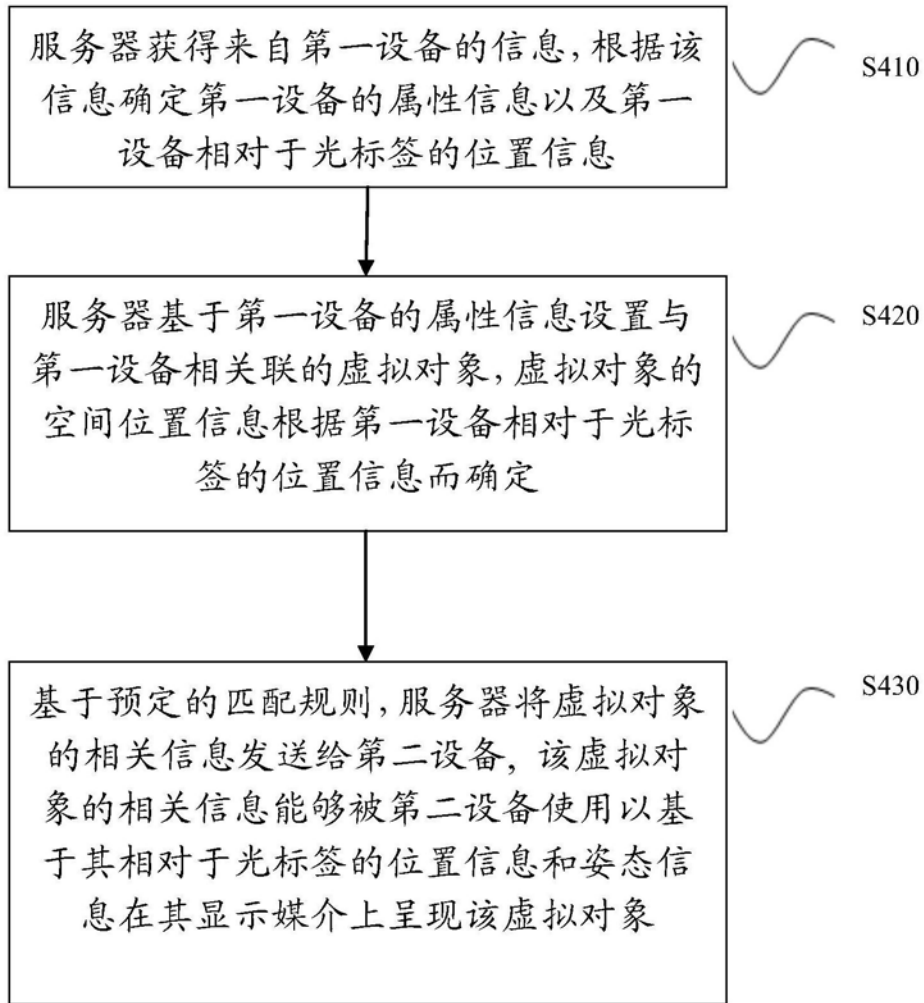 服务器获得来自第一设备的信息,根据该
信息确定第一设备的属性信息以及第一
设备相对于光标签的位置信息
S410
服务器基于第一设备的属性信息设置与
第一设备相关联的虚拟对象,虚拟对象的
空间位置信息根据第一设备相对于光标
签的位置信息而确定
S420
基于预定的匹配规则,服务器将虚拟对象
的相关信息发送给第二设备,该虚拟对
象的相关信息能够被第二设备使用以基
于其相对于光标签的位置信息和姿态信
息在其显示媒介上呈现该虚拟对象
S430